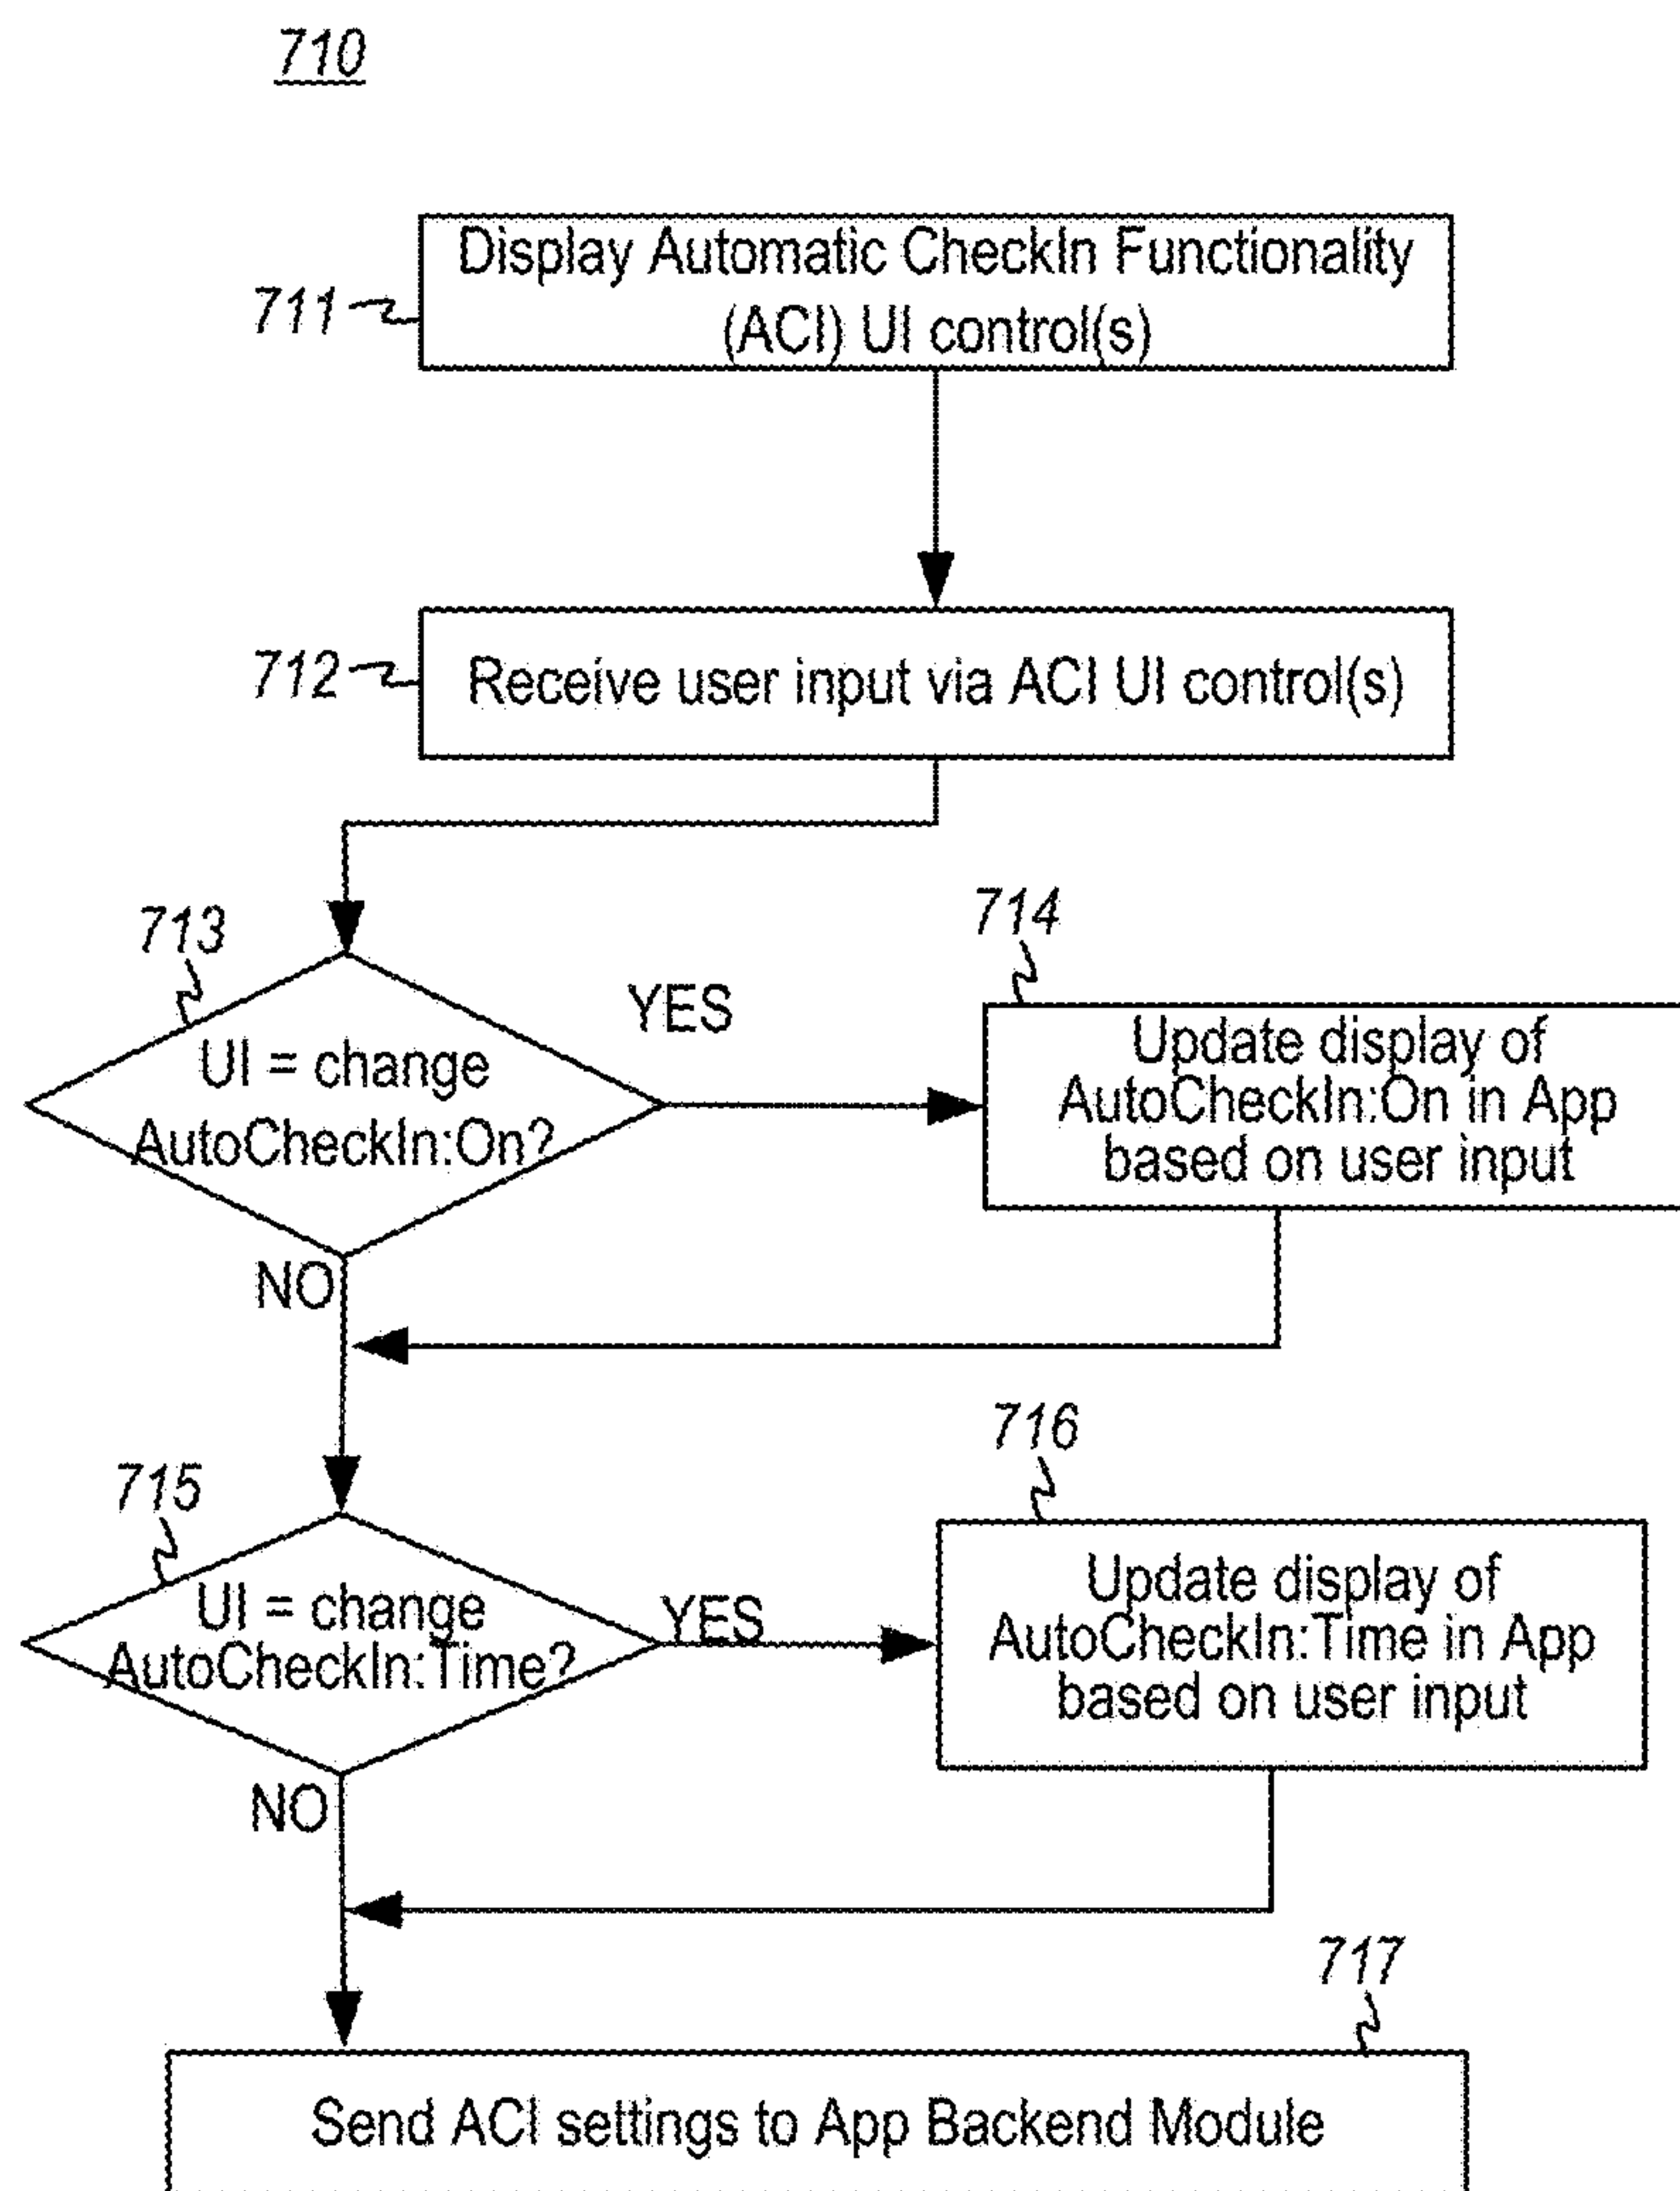 710
711
Display Automatic CheckIn Functionality
(ACI) UI control(s)
712
Receive user input via ACI UI control(s)
713
UI = change
AutoCheckIn:On?
YES
NO
714
Update display of
AutoCheckIn:On in App
based on user input
715
UI = change
AutoCheckIn:Time?
YES
NO
716
Update display of
AutoCheckIn:Time in App
based on user input
717
Send ACI settings to App Backend Module